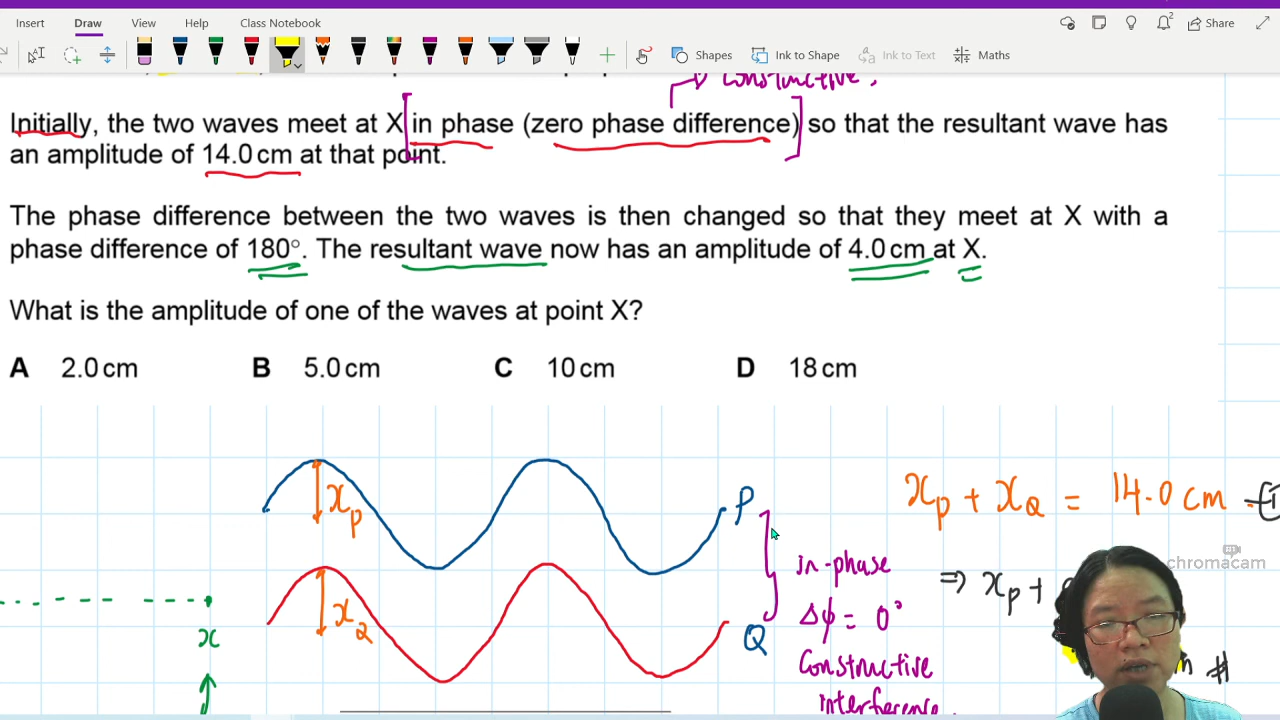 Insert Draw View Help Class Notebook Share
Shapes Ink to Shape Ink to Text Maths
constructive.
Initially, the two waves meet at X in phase (zero phase difference) so that the resultant wave has
an amplitude of 14.0 cm at that point.
The phase difference between the two waves is then changed so that they meet at X with a
phase difference of 180°. The resultant wave now has an amplitude of 4.0 cm at X.
What is the amplitude of one of the waves at point X?
A 2.0 cm B 5.0 cm C 10 cm D 18 cm
x_P
P
x_P + x_Q = 14.0 cm
chromacam
in-phase
⇒ x_P +
x_Q
Δφ = 0°
x
Q
Constructive
m #
interference.